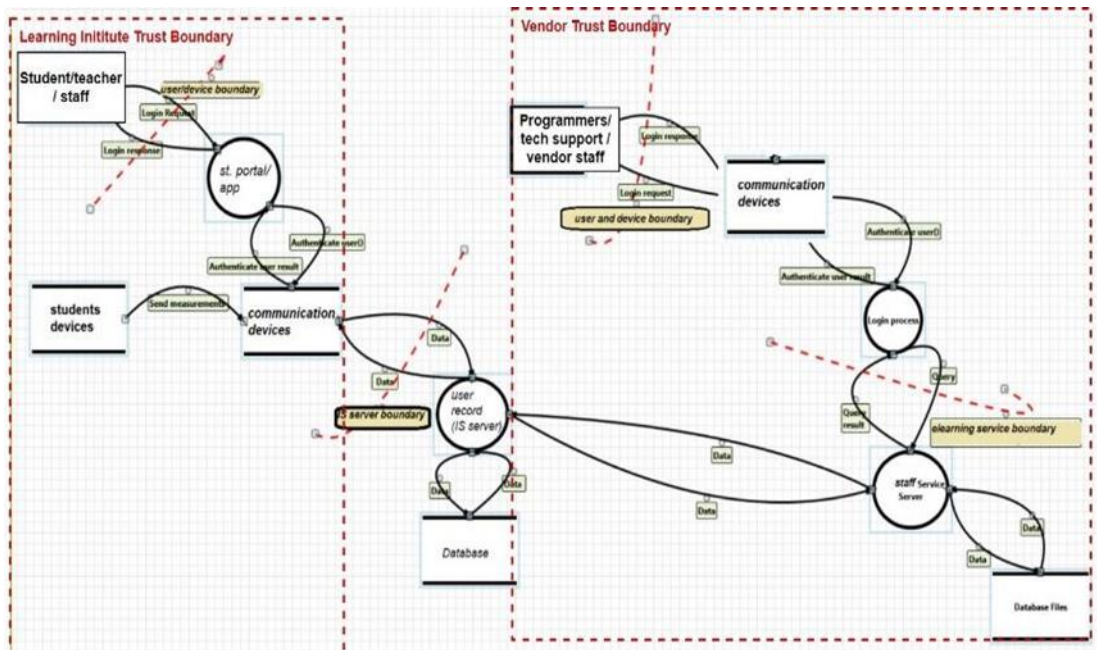 Learning Initiute Trust Boundary
Student/teacher
/ staff
user/device boundary
Login Request
Login response
st. portal/
app
Authenticate user()
Authenticate user result
students
devices
Send measurements
communication
devices
Data
Data
IS server boundary
user
record
(IS server)
Data
Data
Database
Vendor Trust Boundary
Programmers/
tech support /
vendor staff
Login response
Login request
user and device boundary
communication
devices
Authenticate user()
Authenticate user result
Login process
Query
Query
result
elearning service boundary
staff Service
Server
Data
Data
Data
Data
Database Files